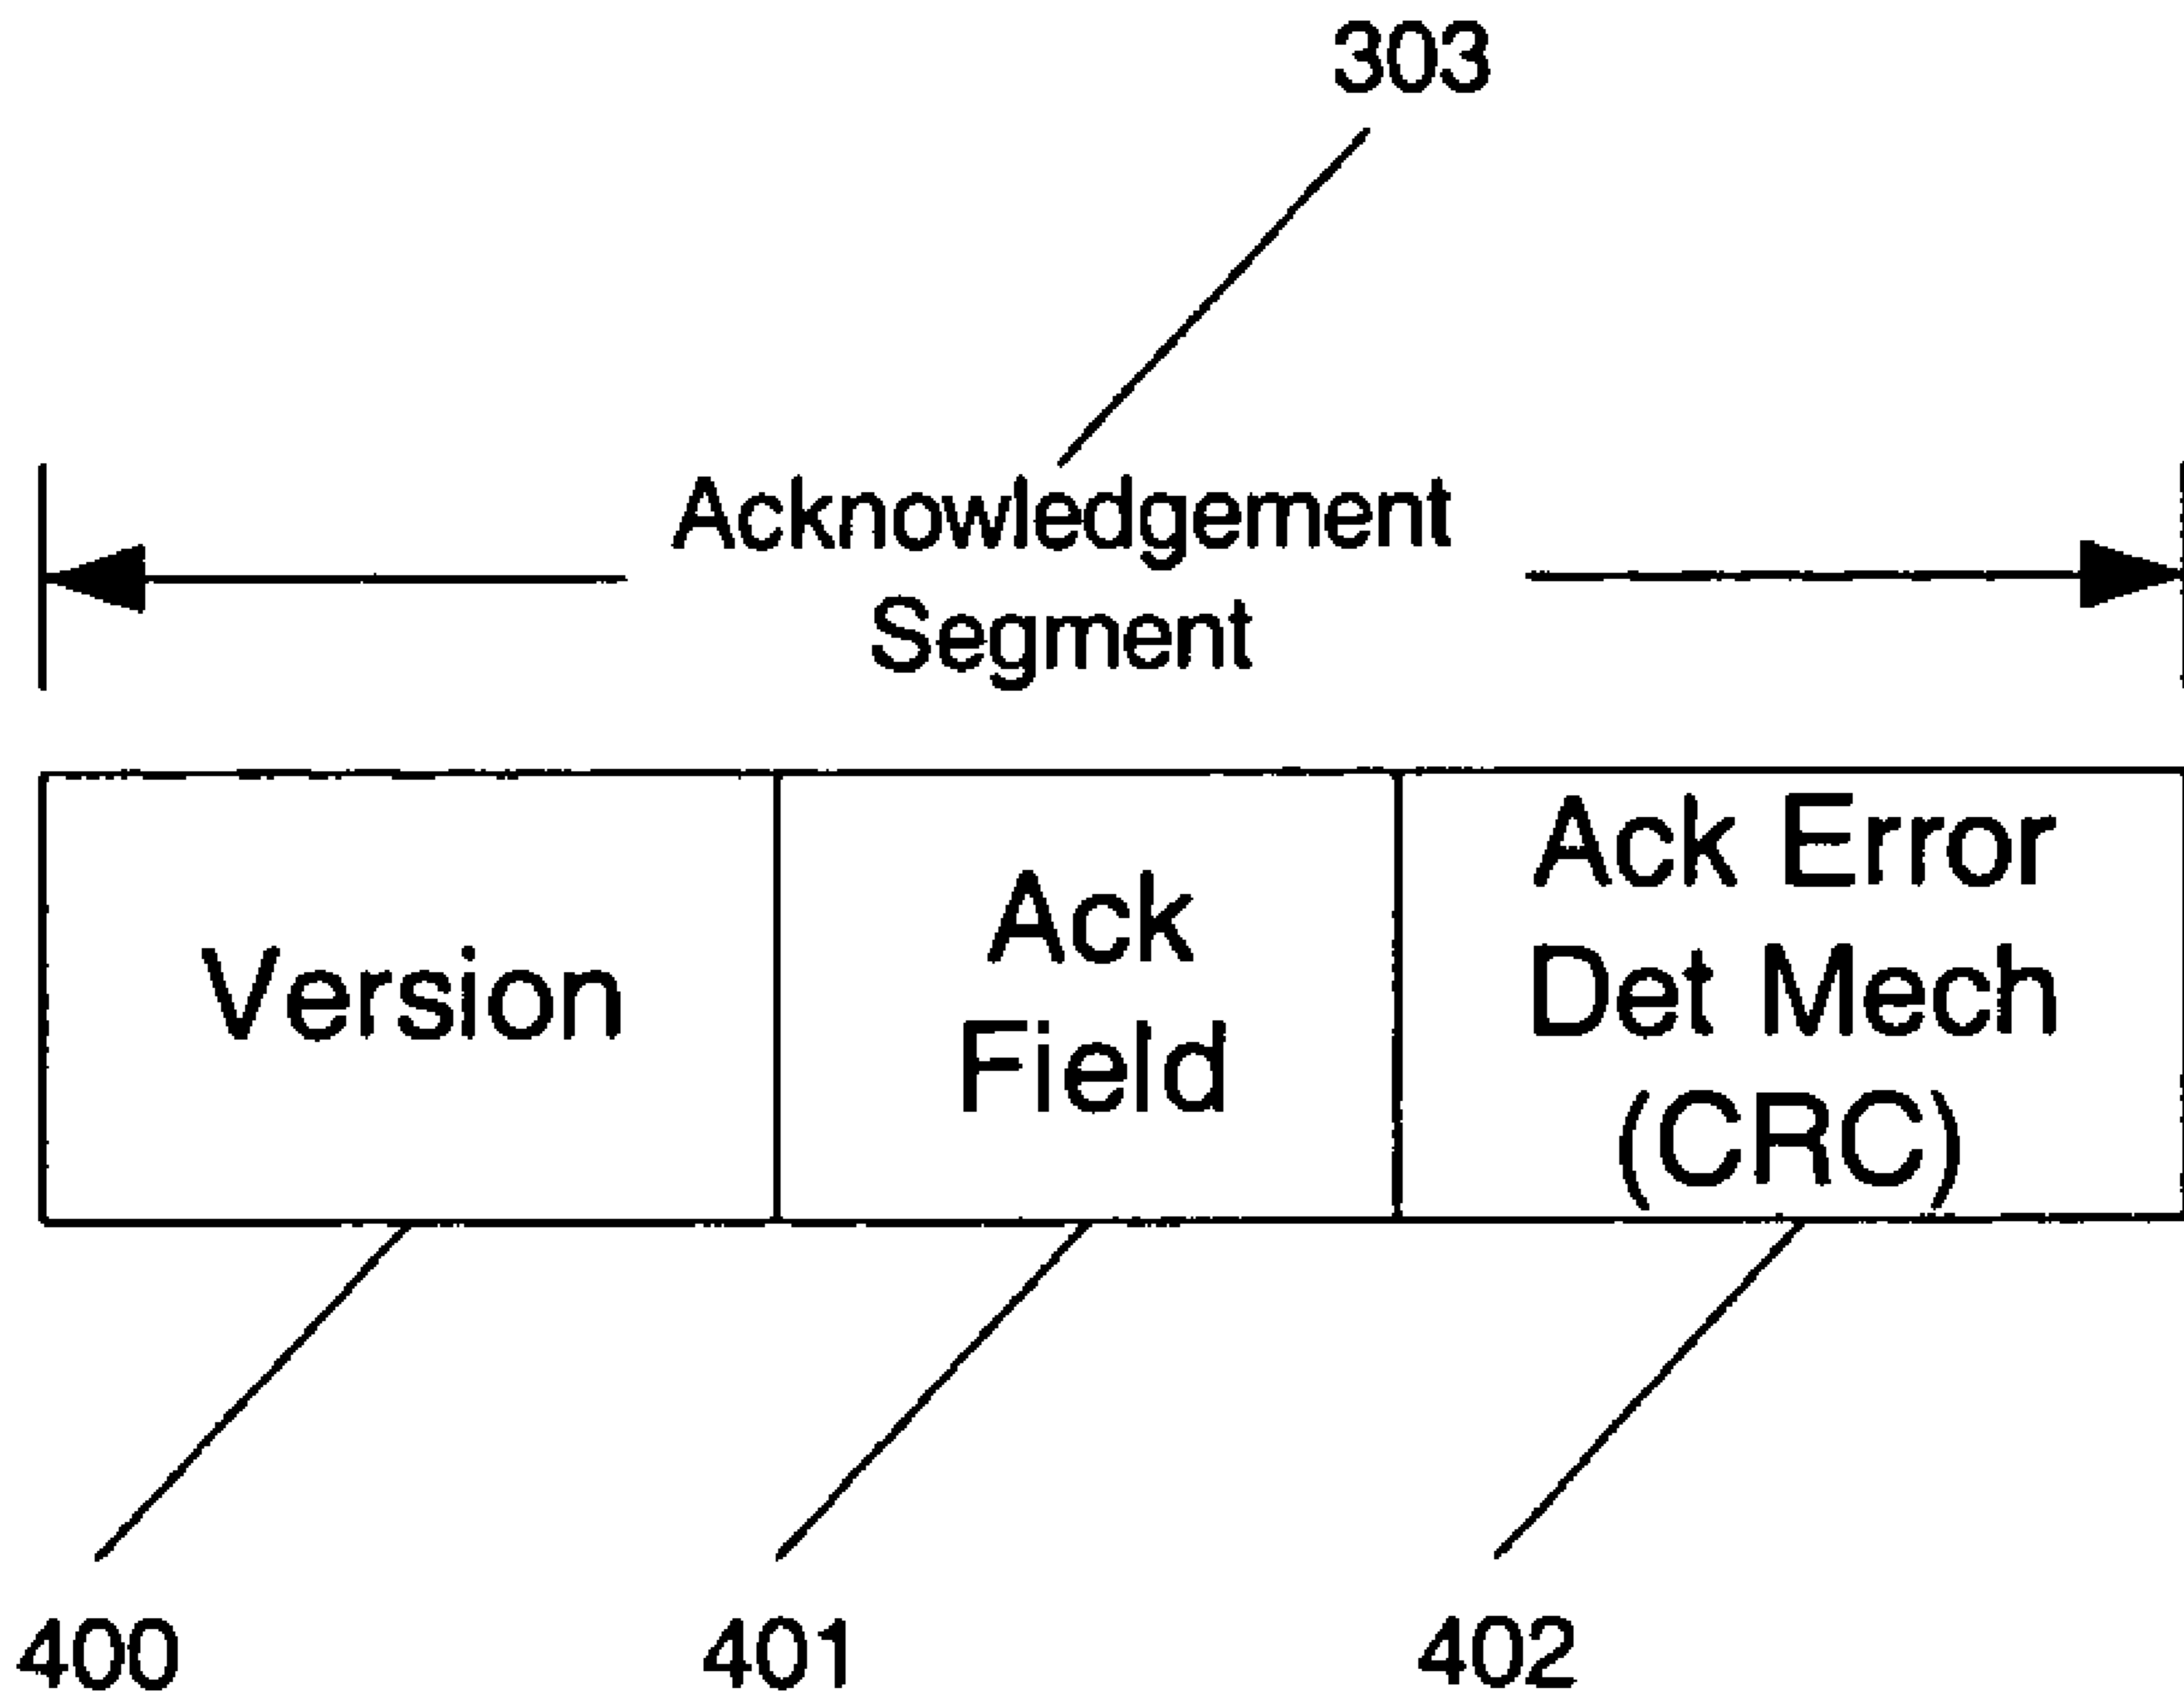 303
Acknowledgement
Segment
Version
Ack
Field
Ack Error
Det Mech
(CRC)
400
401
402